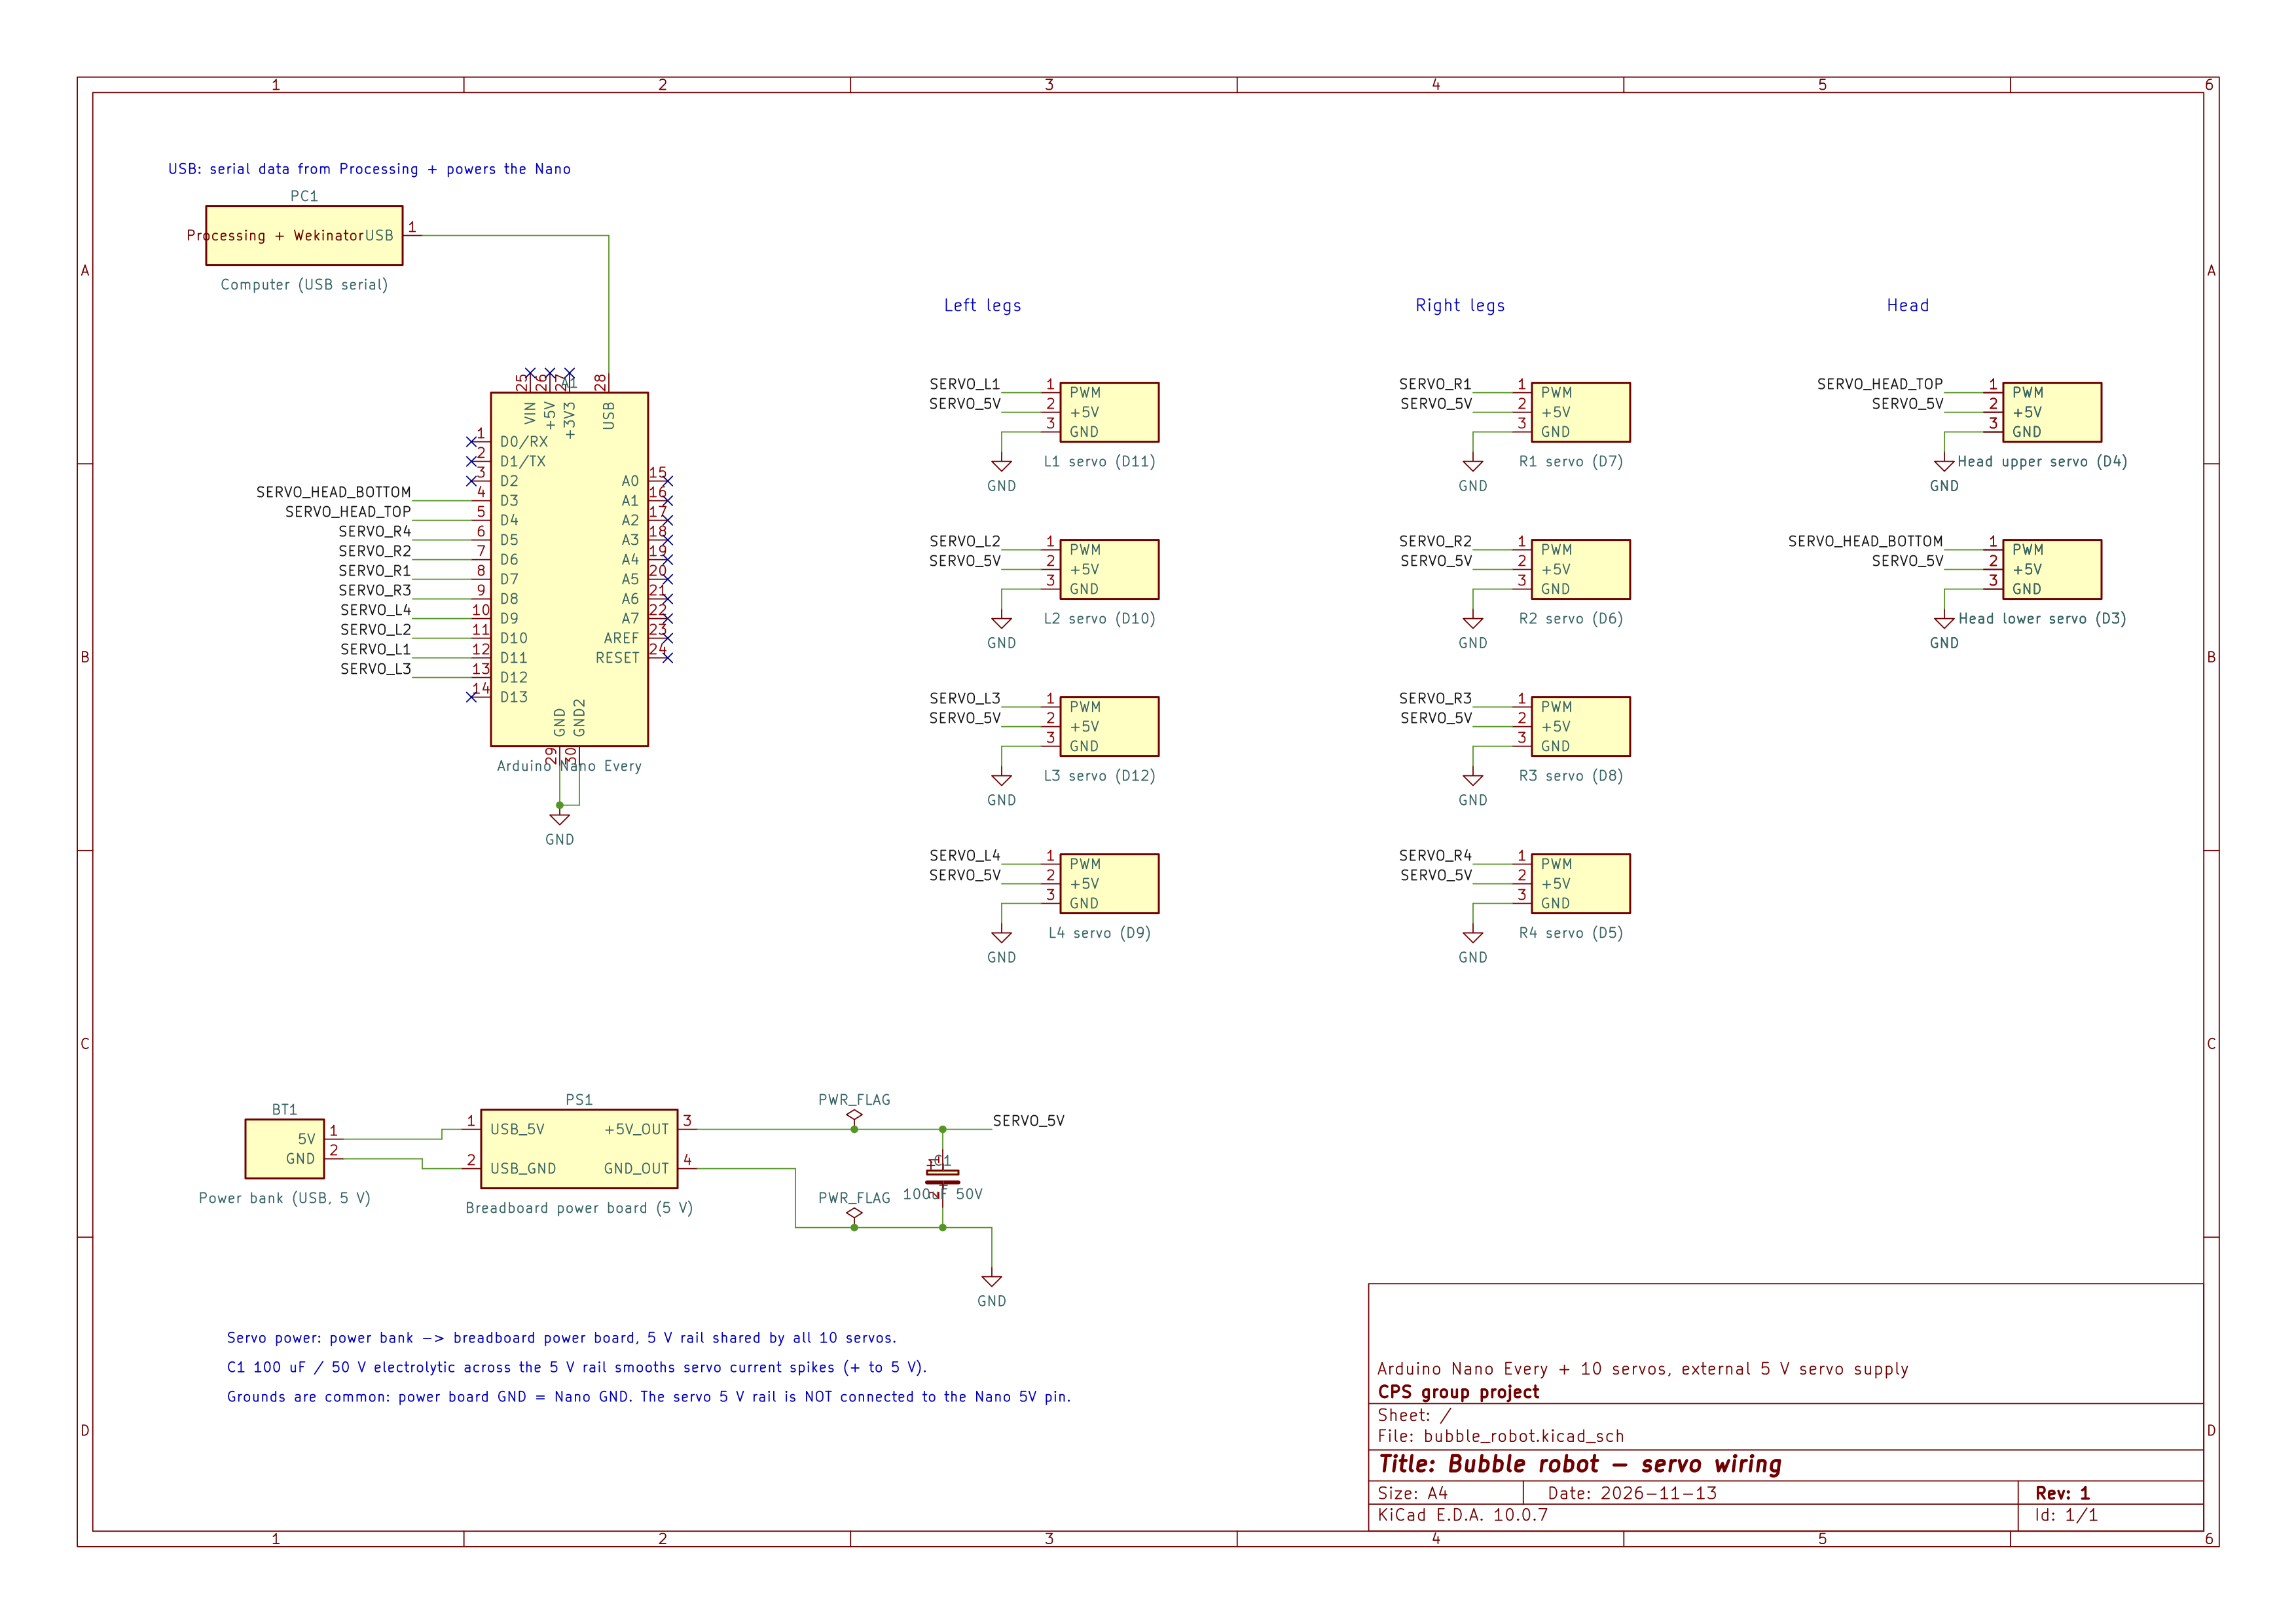 1 2 3 4 5 6
A A
B B
C C
D D
1 2 3 4 5 6
USB: serial data from Processing + powers the Nano
PC1
Processing + Wekinator USB 1
Computer (USB serial)
A1
25 26 27 28
VIN +5V +3V3 USB
1 D0/RX
2 D1/TX
3 D2
SERVO_HEAD_BOTTOM 4 D3
SERVO_HEAD_TOP 5 D4
SERVO_R4 6 D5
SERVO_R2 7 D6
SERVO_R1 8 D7
SERVO_R3 9 D8
SERVO_L4 10 D9
SERVO_L2 11 D10
SERVO_L1 12 D11
SERVO_L3 13 D12
14 D13
A0 15
A1 16
A2 17
A3 18
A4 19
A5 20
A6 21
A7 22
AREF 23
RESET 24
GND GND2
29 30
Arduino Nano Every
GND
Left legs
SERVO_L1 1 PWM
SERVO_5V 2 +5V
3 GND
L1 servo (D11)
GND
SERVO_L2 1 PWM
SERVO_5V 2 +5V
3 GND
L2 servo (D10)
GND
SERVO_L3 1 PWM
SERVO_5V 2 +5V
3 GND
L3 servo (D12)
GND
SERVO_L4 1 PWM
SERVO_5V 2 +5V
3 GND
L4 servo (D9)
GND
Right legs
SERVO_R1 1 PWM
SERVO_5V 2 +5V
3 GND
R1 servo (D7)
GND
SERVO_R2 1 PWM
SERVO_5V 2 +5V
3 GND
R2 servo (D6)
GND
SERVO_R3 1 PWM
SERVO_5V 2 +5V
3 GND
R3 servo (D8)
GND
SERVO_R4 1 PWM
SERVO_5V 2 +5V
3 GND
R4 servo (D5)
GND
Head
SERVO_HEAD_TOP 1 PWM
SERVO_5V 2 +5V
3 GND
Head upper servo (D4)
GND
SERVO_HEAD_BOTTOM 1 PWM
SERVO_5V 2 +5V
3 GND
Head lower servo (D3)
GND
BT1
5V 1
GND 2
Power bank (USB, 5 V)
PS1
1 USB_5V +5V_OUT 3
2 USB_GND GND_OUT 4
Breadboard power board (5 V)
PWR_FLAG
SERVO_5V
1
C1
100uF 50V
2
PWR_FLAG
GND
Servo power: power bank -> breadboard power board, 5 V rail shared by all 10 servos.
C1 100 uF / 50 V electrolytic across the 5 V rail smooths servo current spikes (+ to 5 V).
Grounds are common: power board GND = Nano GND. The servo 5 V rail is NOT connected to the Nano 5V pin.
Arduino Nano Every + 10 servos, external 5 V servo supply
CPS group project
Sheet: /
File: bubble_robot.kicad_sch
Title: Bubble robot – servo wiring
Size: A4 Date: 2026-11-13 Rev: 1
KiCad E.D.A. 10.0.7 Id: 1/1